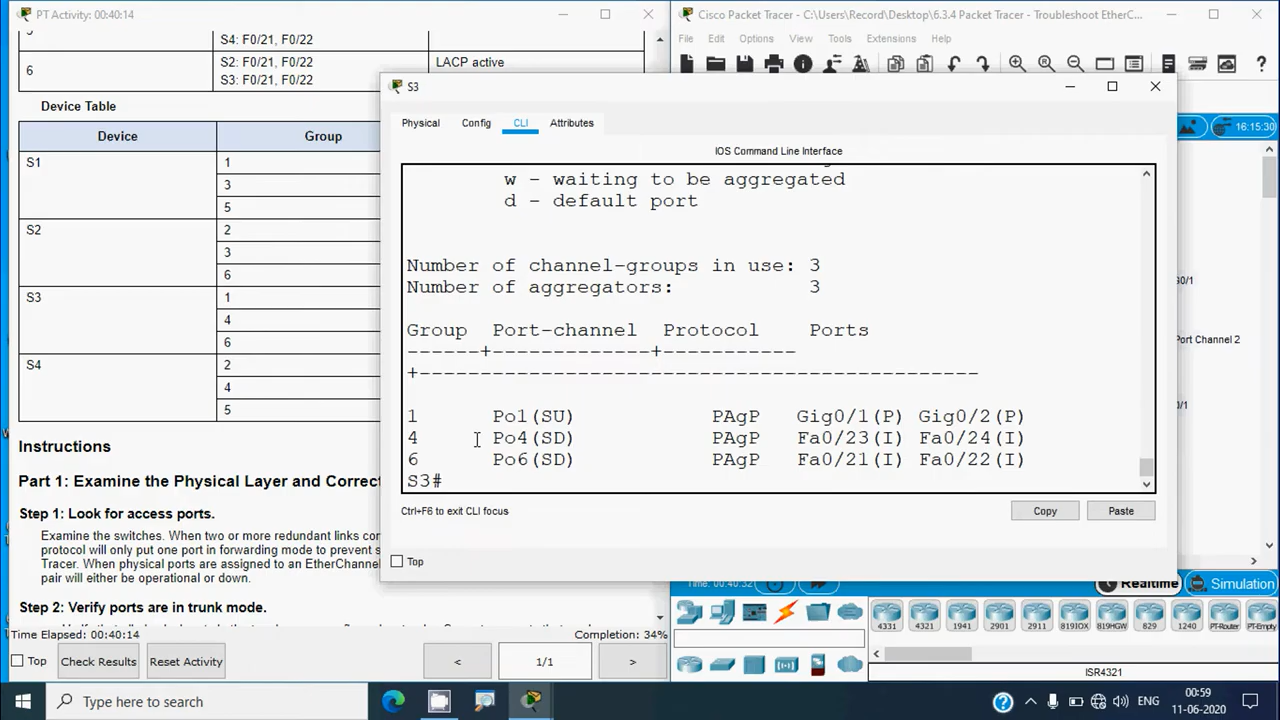 PT Activity: 00:40:14
S4: F0/21, F0/22
6
S2: F0/21, F0/22
S3: F0/21, F0/22
LACP active
Device Table
Device
Group
S1
1
3
5
S2
2
3
6
S3
1
4
6
S4
2
4
5
Instructions
Part 1: Examine the Physical Layer and Correct
Step 1: Look for access ports.
Examine the switches. When two or more redundant links con
protocol will only put one port in forwarding mode to prevent s
Tracer. When physical ports are assigned to an EtherChannel
pair will either be operational or down.
Step 2: Verify ports are in trunk mode.
Time Elapsed: 00:40:14
Completion: 34%
Top
Check Results
Reset Activity
<
1/1
>
Cisco Packet Tracer - C:\Users\Record\Desktop\6.3.4 Packet Tracer - Troubleshoot EtherC...
File Edit Options View Tools Extensions Help
16:15:30
S3
Physical Config CLI Attributes
IOS Command Line Interface
w - waiting to be aggregated
d - default port
Number of channel-groups in use: 3
Number of aggregators: 3
Group Port-channel Protocol Ports
------+-------------+-----------
+----------------------------------------------
1 Po1(SU) PAgP Gig0/1(P) Gig0/2(P)
4 Po4(SD) PAgP Fa0/23(I) Fa0/24(I)
6 Po6(SD) PAgP Fa0/21(I) Fa0/22(I)
S3#
Ctrl+F6 to exit CLI focus
Copy
Paste
Top
G0/1
Port Channel 2
0/1
Time: 00:40:32
Realtime
Simulation
4331 4321 1941 2901 2911 819IOX 819HGW 829 1240 PT-Router PT-Empty
ISR4321
Type here to search
ENG
00:59
11-06-2020